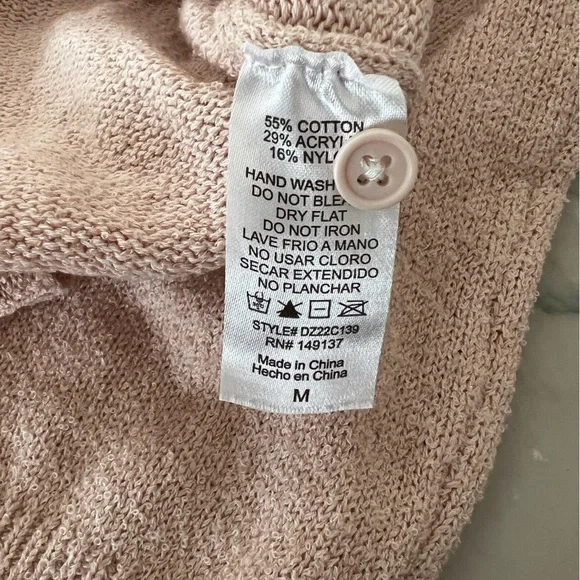 55% COTTON
29% ACRYL
16% NYL
HAND WASH
DO NOT BLEA
DRY FLAT
DO NOT IRON
LAVE FRIO A MANO
NO USAR CLORO
SECAR EXTENDIDO
NO PLANCHAR
STYLE# DZ22C139
RN# 149137
Made in China
Hecho en China
M